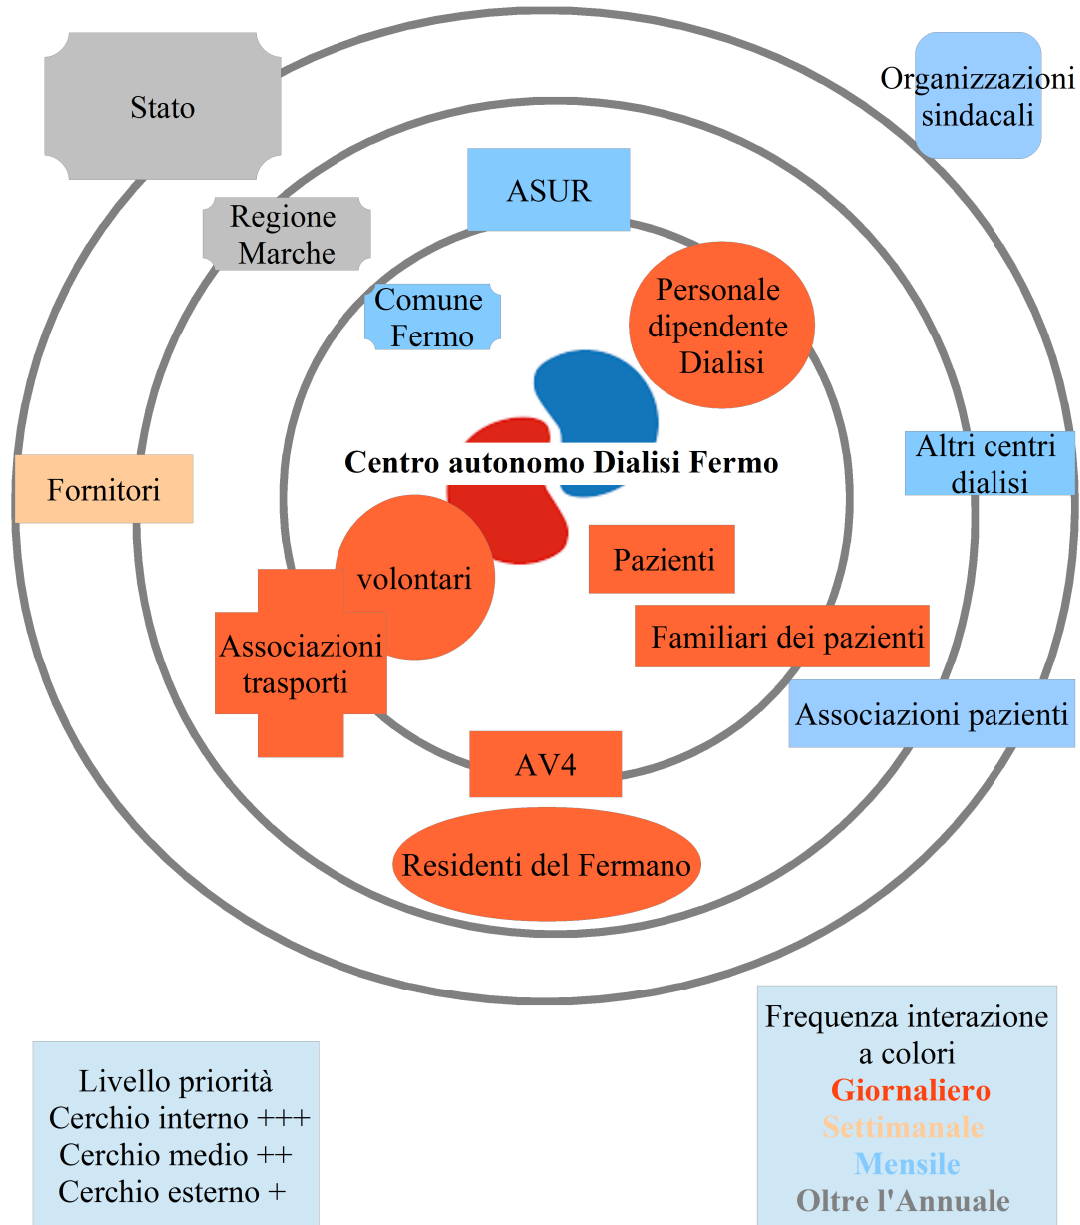 Stato
Organizzazioni
sindacali
ASUR
Regione
Marche
Personale
dipendente
Dialisi
Comune
Fermo
Centro autonomo Dialisi Fermo
Altri centri
dialisi
Fornitori
Pazienti
volontari
Familiari dei pazienti
Associazioni
trasporti
Associazioni pazienti
AV4
Residenti del Fermano
Livello priorità
Cerchio interno +++
Cerchio medio ++
Cerchio esterno +
Frequenza interazione
a colori
Giornaliero
Settimanale
Mensile
Oltre l'Annuale